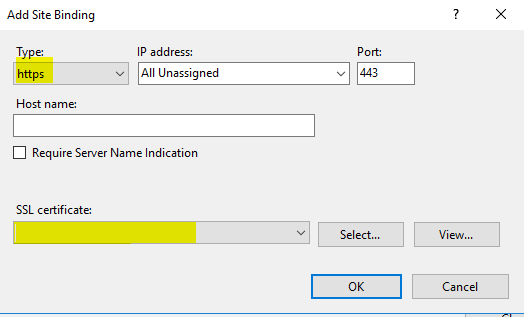 Add Site Binding
?
Type:
IP address:
Port:
https
All Unassigned
443
Host name:
Require Server Name Indication
SSL certificate:
Select...
View...
OK
Cancel